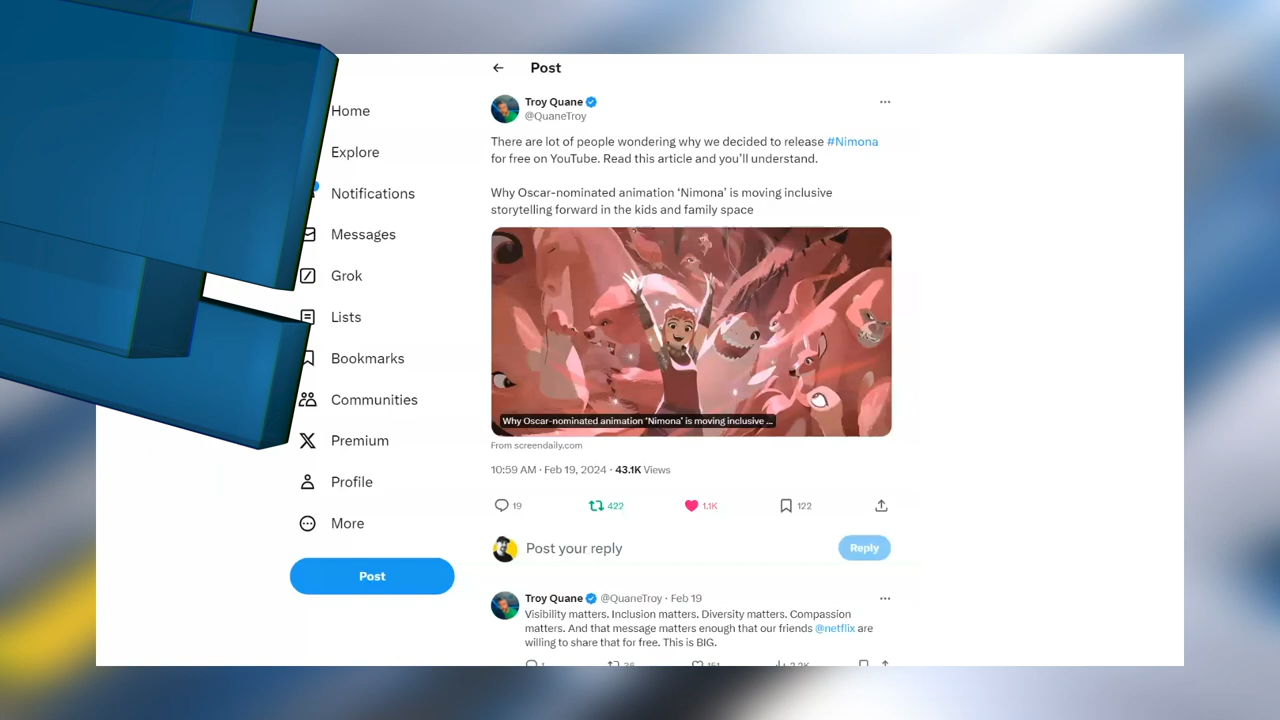 Post
Home
Explore
Notifications
Messages
Grok
Lists
Bookmarks
Communities
Premium
Profile
More
Post
Troy Quane
@QuaneTroy
There are lot of people wondering why we decided to release #Nimona
for free on YouTube. Read this article and you'll understand.
Why Oscar-nominated animation ‘Nimona’ is moving inclusive
storytelling forward in the kids and family space
Why Oscar-nominated animation ‘Nimona’ is moving inclusive ...
From screendaily.com
10:59 AM · Feb 19, 2024 · 43.1K Views
19 422 1.1K 122
Post your reply
Reply
Troy Quane @QuaneTroy · Feb 19
Visibility matters. Inclusion matters. Diversity matters. Compassion
matters. And that message matters enough that our friends @netflix are
willing to share that for free. This is BIG.